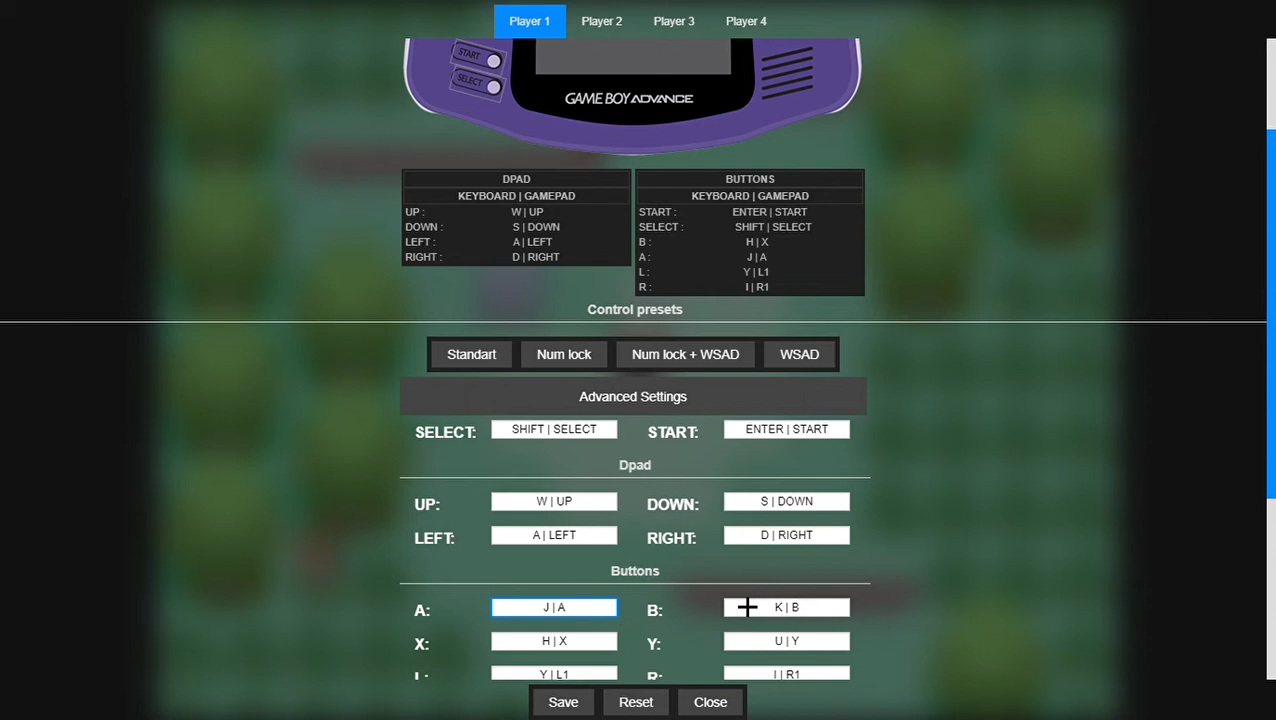 Player 1 Player 2 Player 3 Player 4
START
SELECT
GAME BOY ADVANCE
DPAD
KEYBOARD | GAMEPAD
UP : W | UP
DOWN : S | DOWN
LEFT : A | LEFT
RIGHT : D | RIGHT
BUTTONS
KEYBOARD | GAMEPAD
START : ENTER | START
SELECT : SHIFT | SELECT
B : H | X
A : J | A
L : Y | L1
R : I | R1
Control presets
Standart Num lock Num lock + WSAD WSAD
Advanced Settings
SELECT: SHIFT | SELECT START: ENTER | START
Dpad
UP: W | UP DOWN: S | DOWN
LEFT: A | LEFT RIGHT: D | RIGHT
Buttons
A: J | A B: K | B
X: H | X Y: U | Y
L: Y | L1 R: I | R1
Save Reset Close